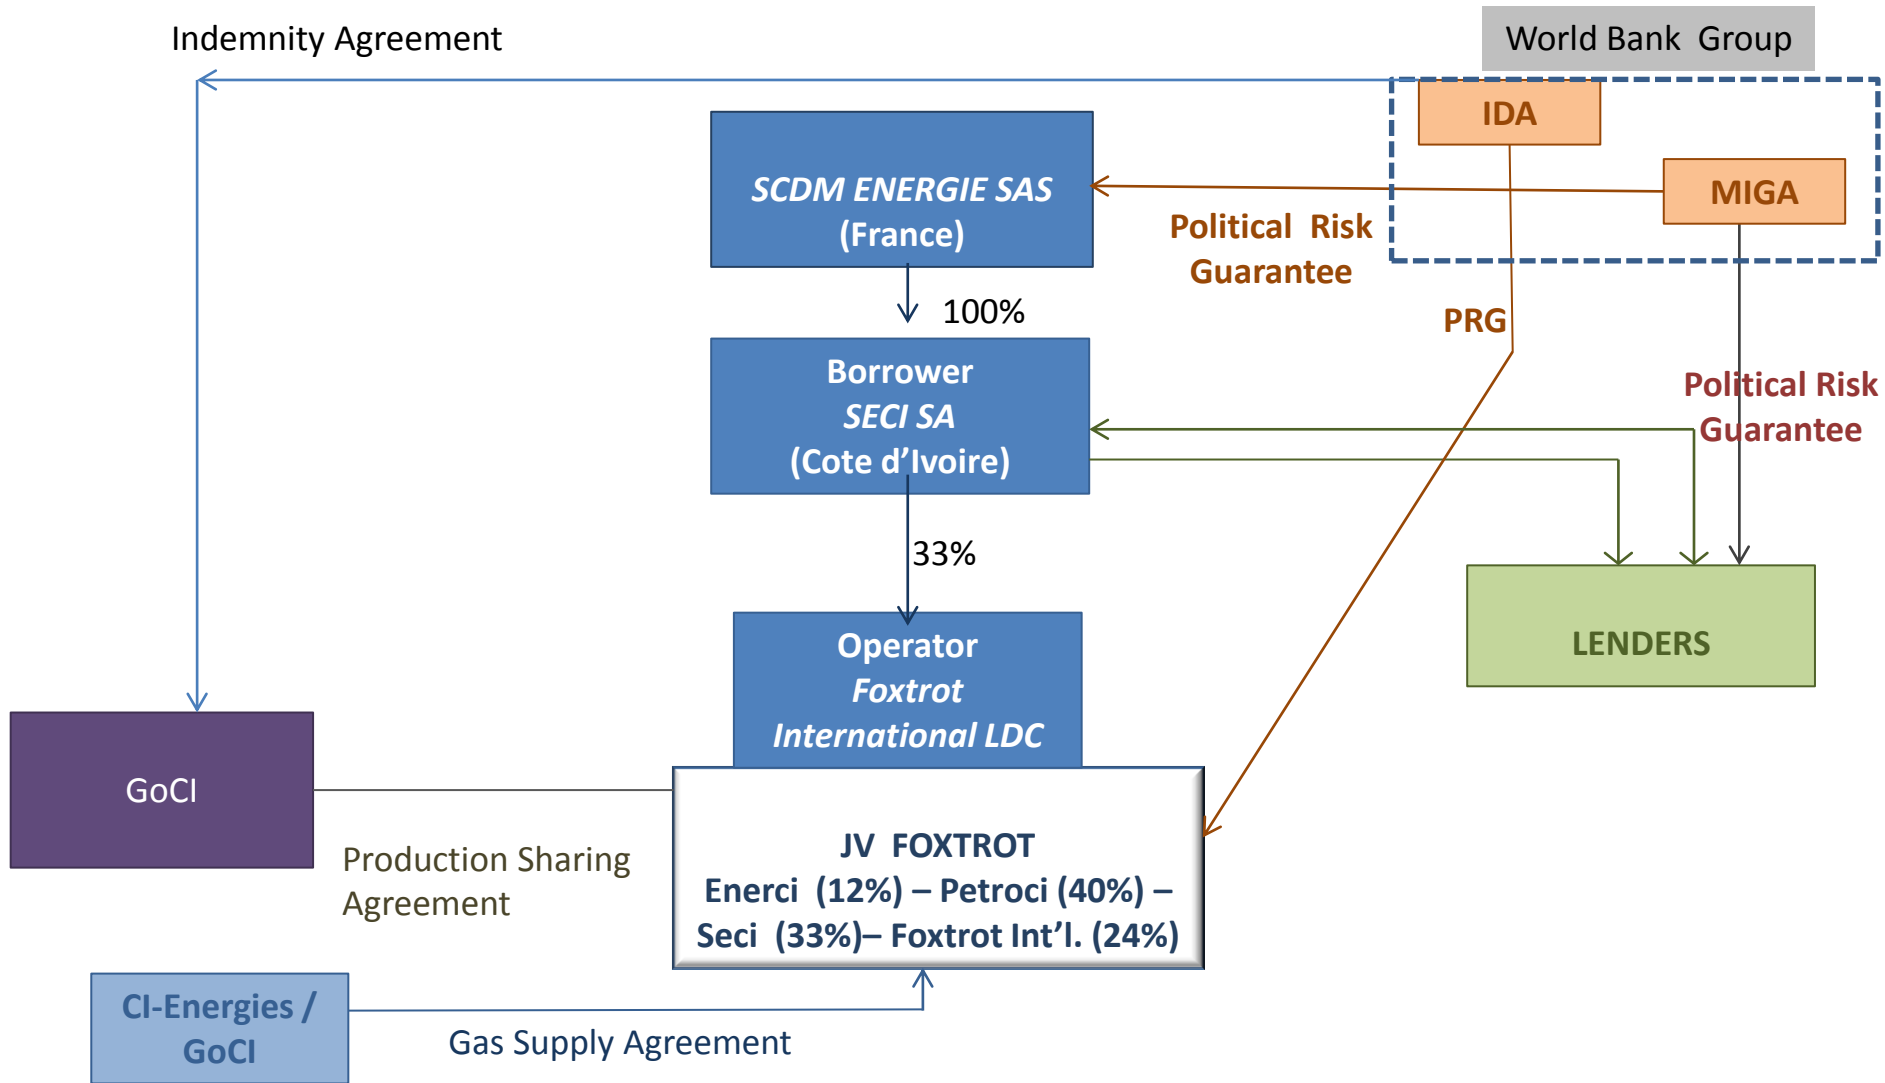 Indemnity Agreement
World Bank Group
IDA
MIGA
SCDM ENERGIE SAS
(France)
Political Risk
Guarantee
100%
PRG
Borrower
SECI SA
(Cote d'Ivoire)
Political Risk
Guarantee
33%
Operator
Foxtrot
International LDC
LENDERS
GoCI
JV FOXTROT
Enerci (12%) – Petroci (40%) –
Seci (33%)– Foxtrot Int'l. (24%)
Production Sharing
Agreement
CI-Energies /
GoCI
Gas Supply Agreement